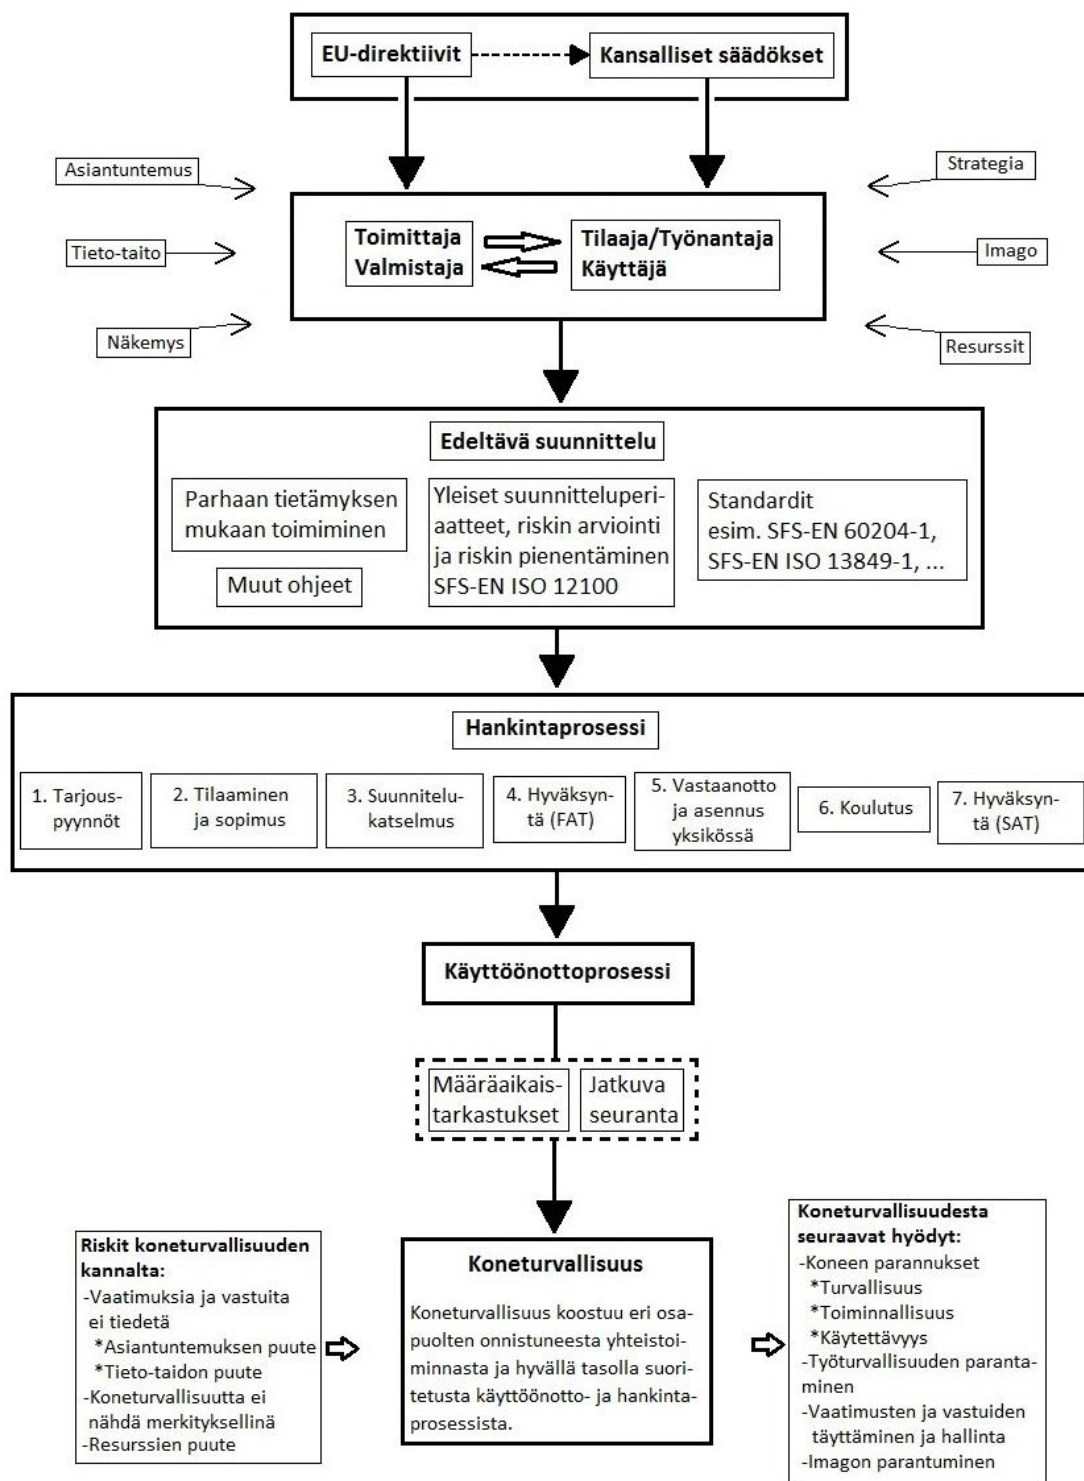 EU-direktiivit
Kansalliset säädökset
Asiantuntemus
Tieto-taito
Näkemys
Strategia
Imago
Resurssit
Toimittaja
Valmistaja
Tilaaja/Työnantaja
Käyttäjä
Edeltävä suunnittelu
Parhaan tietämyksen
mukaan toimiminen
Muut ohjeet
Yleiset suunnitteluperi-
aatteet, riskin arviointi
ja riskin pienentäminen
SFS-EN ISO 12100
Standardit
esim. SFS-EN 60204-1,
SFS-EN ISO 13849-1, ...
Hankintaprosessi
1. Tarjous-
pyynnöt
2. Tilaaminen
ja sopimus
3. Suunnitelu-
katselmus
4. Hyväksyn-
tä (FAT)
5. Vastaanotto
ja asennus
yksikössä
6. Koulutus
7. Hyväksyn-
tä (SAT)
Käyttöönottoprosessi
Määräaikais-
tarkastukset
Jatkuva
seuranta
Riskit koneturvallisuuden
kannalta:
-Vaatimuksia ja vastuita
ei tiedetä
*Asiantuntemuksen puute
*Tieto-taidon puute
-Koneturvallisuutta ei
nähdä merkityksellinä
-Resurssien puute
Koneturvallisuus
Koneturvallisuus koostuu eri osa-
puolten onnistuneesta yhteistoi-
minnasta ja hyvällä tasolla suori-
tetusta käyttöönotto- ja hankinta-
prosessista.
Koneturvallisuudesta
seuraavat hyödyt:
-Koneen parannukset
*Turvallisuus
*Toiminnallisuus
*Käytettävyys
-Työturvallisuuden paranta-
minen
-Vaatimusten ja vastuiden
täyttäminen ja hallinta
-Imagon parantuminen